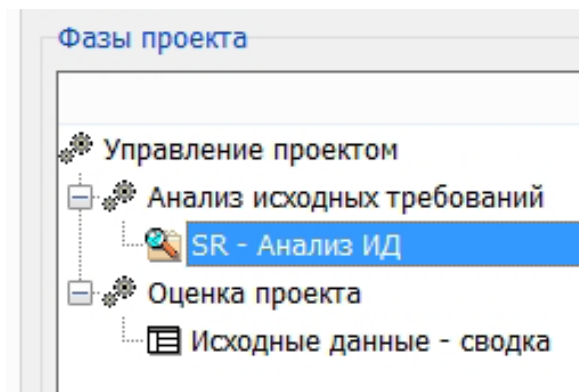 Фазы проекта
Управление проектом
Анализ исходных требований
SR - Анализ ИД
Оценка проекта
Исходные данные - сводка